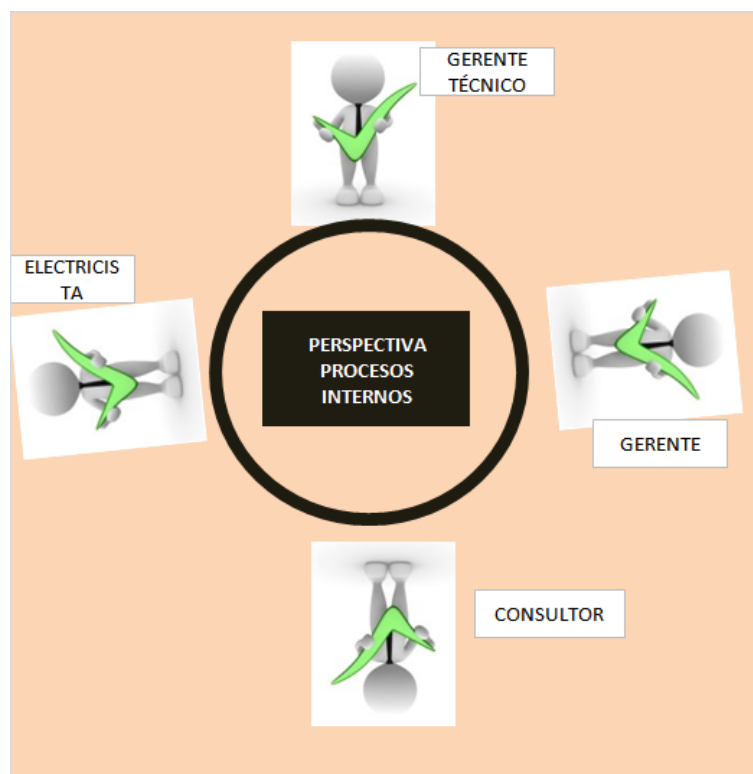 GERENTE
TÉCNICO
ELECTRICIS
TA
PERSPECTIVA
PROCESOS
INTERNOS
GERENTE
CONSULTOR